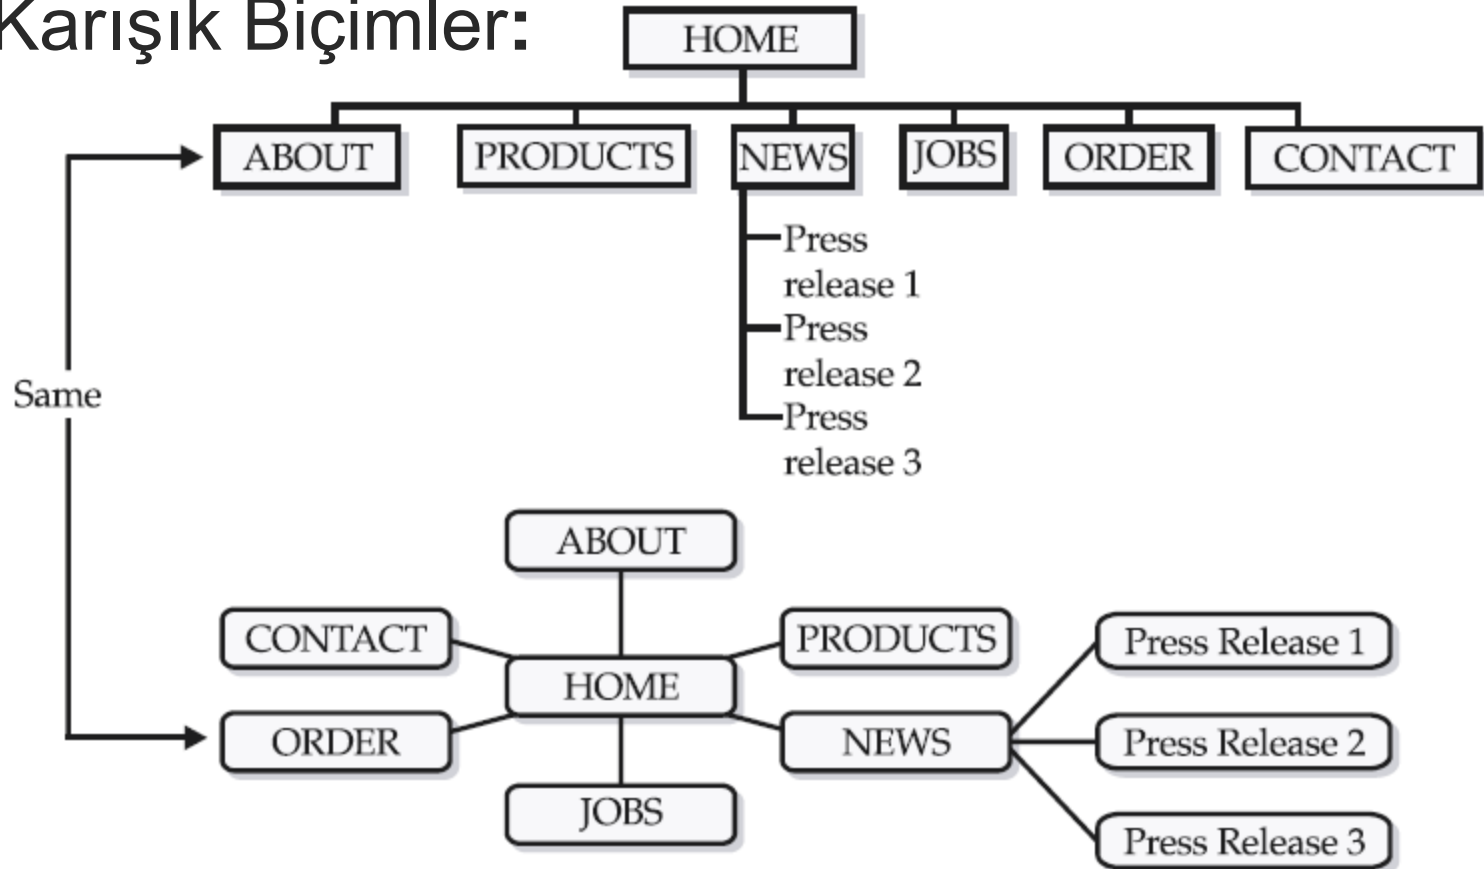 Karışık Biçimler:
HOME
ABOUT
PRODUCTS
NEWS
JOBS
ORDER
CONTACT
Press
release 1
Press
release 2
Press
release 3
Same
ABOUT
CONTACT
PRODUCTS
HOME
ORDER
NEWS
JOBS
Press Release 1
Press Release 2
Press Release 3